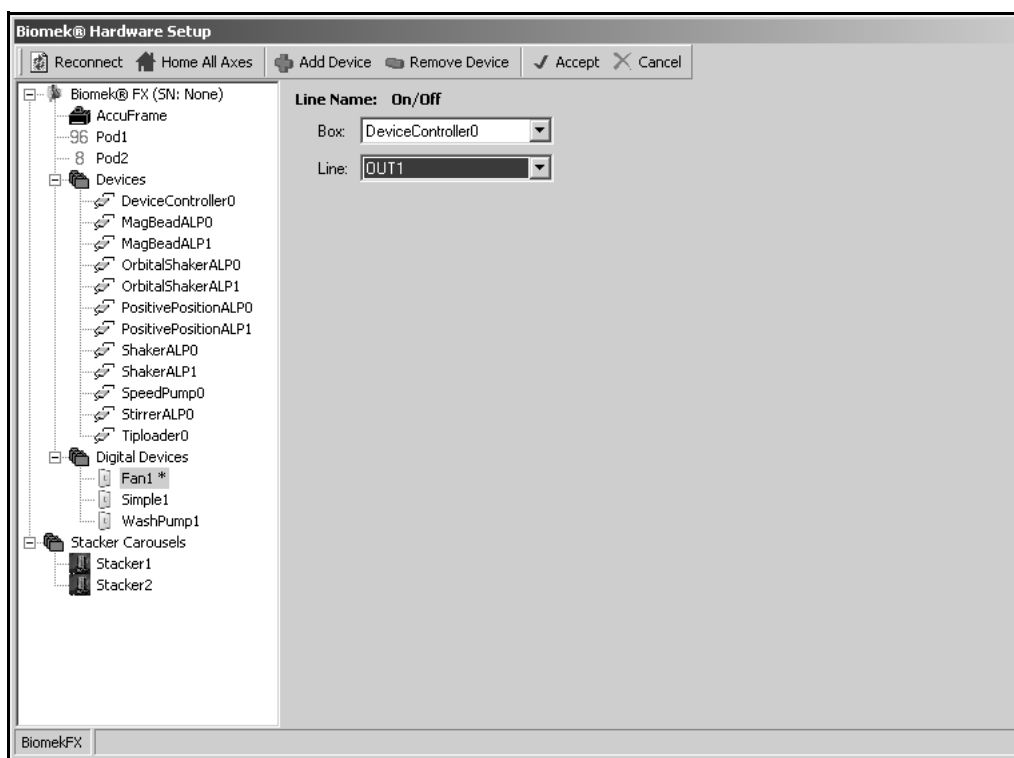 Biomek® Hardware Setup
Reconnect Home All Axes Add Device Remove Device Accept Cancel
Biomek® FX (SN: None)
AccuFrame
96 Pod1
8 Pod2
Devices
DeviceController0
MagBeadALP0
MagBeadALP1
OrbitalShakerALP0
OrbitalShakerALP1
PositivePositionALP0
PositivePositionALP1
ShakerALP0
ShakerALP1
SpeedPump0
StirrerALP0
Tiploader0
Digital Devices
Fan1 *
Simple1
WashPump1
Stacker Carousels
Stacker1
Stacker2
Line Name: On/Off
Box: DeviceController0
Line: OUT1
BiomekFX